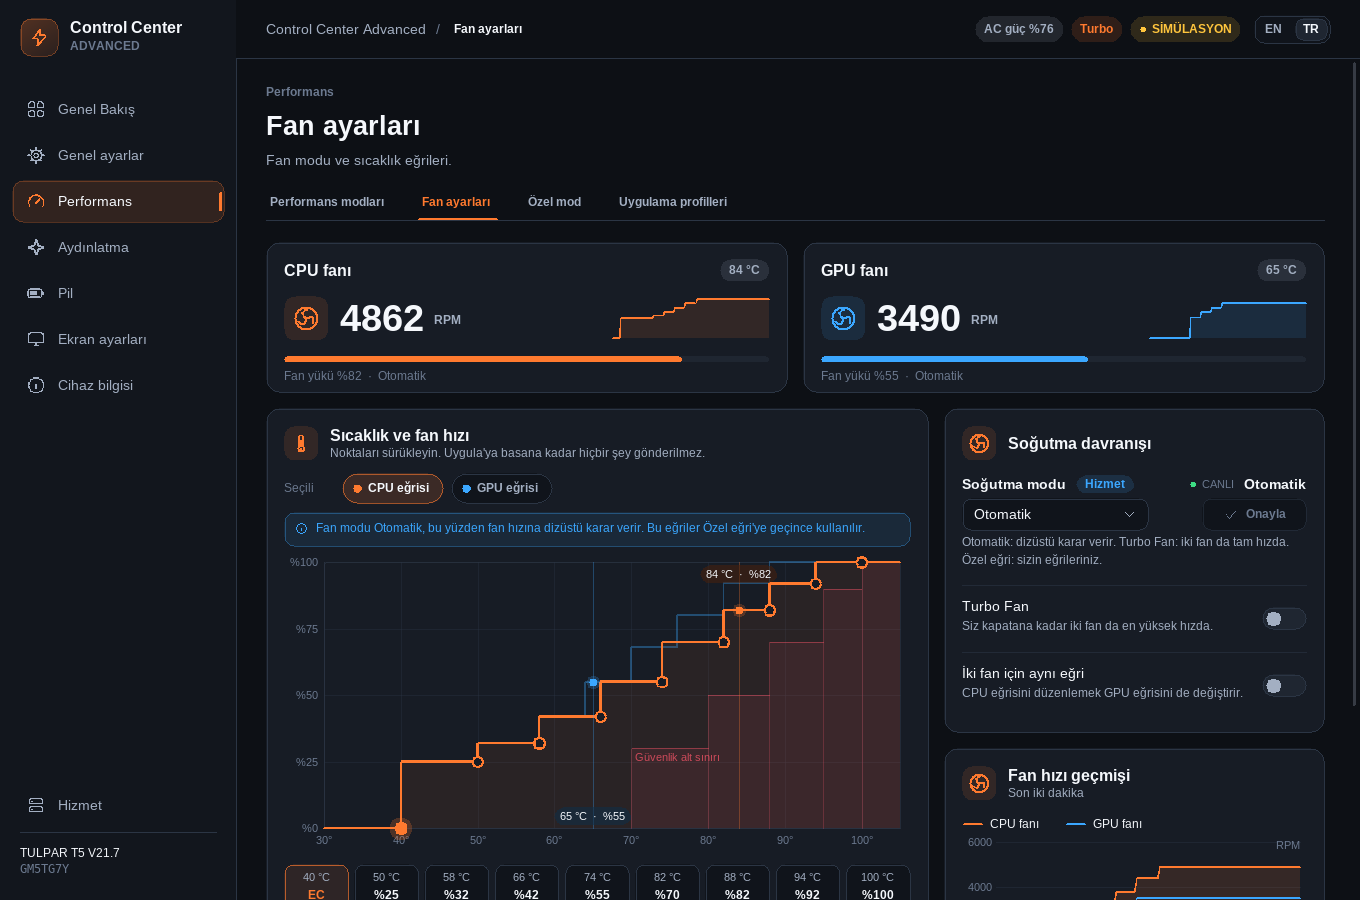 Control Center
ADVANCED
Genel Bakış
Genel ayarlar
Performans
Aydınlatma
Pil
Ekran ayarları
Cihaz bilgisi
Hizmet
TULPAR T5 V21.7
GM5TG7Y
Control Center Advanced / Fan ayarları
AC güç %76
Turbo
SİMÜLASYON
EN
TR
Performans
Fan ayarları
Fan modu ve sıcaklık eğrileri.
Performans modları
Fan ayarları
Özel mod
Uygulama profilleri
CPU fanı
84 °C
4862 RPM
Fan yükü %82 · Otomatik
GPU fanı
65 °C
3490 RPM
Fan yükü %55 · Otomatik
Sıcaklık ve fan hızı
Noktaları sürükleyin. Uygula'ya basana kadar hiçbir şey gönderilmez.
Seçili
CPU eğrisi
GPU eğrisi
Fan modu Otomatik, bu yüzden fan hızına dizüstü karar verir. Bu eğriler Özel eğri'ye geçince kullanılır.
%100
84 °C · %82
%75
%50
%25
Güvenlik alt sınırı
65 °C · %55
%0
30° 40° 50° 60° 70° 80° 90° 100°
40 °C 50 °C 58 °C 66 °C 74 °C 82 °C 88 °C 94 °C 100 °C
EC %25 %32 %42 %55 %70 %82 %92 %100
Soğutma davranışı
Soğutma modu Hizmet
CANLI Otomatik
Otomatik
Onayla
Otomatik: dizüstü karar verir. Turbo Fan: iki fan da tam hızda.
Özel eğri: sizin eğrileriniz.
Turbo Fan
Siz kapatana kadar iki fan da en yüksek hızda.
İki fan için aynı eğri
CPU eğrisini düzenlemek GPU eğrisini de değiştirir.
Fan hızı geçmişi
Son iki dakika
CPU fanı
GPU fanı
6000
RPM
4000